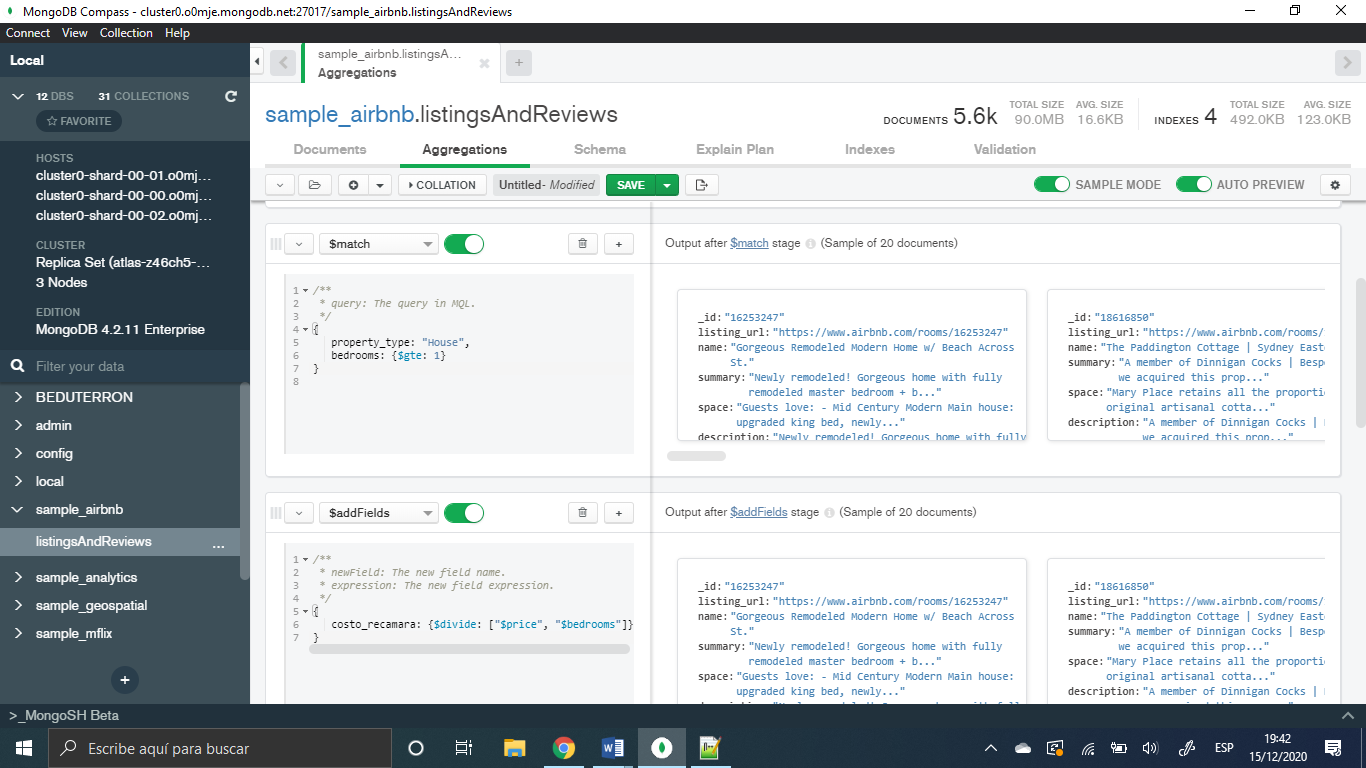 MongoDB Compass - cluster0.o0mje.mongodb.net:27017/sample_airbnb.listingsAndReviews
Connect View Collection Help
Local
12 DBS 31 COLLECTIONS
FAVORITE
HOSTS
cluster0-shard-00-01.o0mj...
cluster0-shard-00-00.o0mj...
cluster0-shard-00-02.o0mj...
CLUSTER
Replica Set (atlas-z46ch5-...
3 Nodes
EDITION
MongoDB 4.2.11 Enterprise
Filter your data
BEDUTERRON
admin
config
local
sample_airbnb
listingsAndReviews ...
sample_analytics
sample_geospatial
sample_mflix
+
sample_airbnb.listingsA...
Aggregations
+
sample_airbnb.listingsAndReviews
DOCUMENTS 5.6k TOTAL SIZE 90.0MB AVG. SIZE 16.6KB INDEXES 4 TOTAL SIZE 492.0KB AVG. SIZE 123.0KB
Documents Aggregations Schema Explain Plan Indexes Validation
COLLATION Untitled- Modified SAVE SAMPLE MODE AUTO PREVIEW
$match +
Output after $match stage (Sample of 20 documents)
1 /**
2 * query: The query in MQL.
3 */
4 {
5 property_type: "House",
6 bedrooms: {$gte: 1}
7 }
8
_id: "16253247"
listing_url: "https://www.airbnb.com/rooms/16253247"
name: "Gorgeous Remodeled Modern Home w/ Beach Across
St."
summary: "Newly remodeled! Gorgeous home with fully
remodeled master bedroom + b..."
space: "Guests love: - Mid Century Modern Main house:
upgraded king bed, newly..."
description: "Newly remodeled! Gorgeous home with fully
_id: "18616850"
listing_url: "https://www.airbnb.com/rooms/
name: "The Paddington Cottage | Sydney East
summary: "A member of Dinnigan Cocks | Besp
we acquired this prop..."
space: "Mary Place retains all the proporti
original artisanal cotta..."
description: "A member of Dinnigan Cocks |
we acquired this prop..."
$addFields +
Output after $addFields stage (Sample of 20 documents)
1 /**
2 * newField: The new field name.
3 * expression: The new field expression.
4 */
5 {
6 costo_recamara: {$divide: ["$price", "$bedrooms"]}
7 }
_id: "16253247"
listing_url: "https://www.airbnb.com/rooms/16253247"
name: "Gorgeous Remodeled Modern Home w/ Beach Across
St."
summary: "Newly remodeled! Gorgeous home with fully
remodeled master bedroom + b..."
space: "Guests love: - Mid Century Modern Main house:
upgraded king bed, newly..."
_id: "18616850"
listing_url: "https://www.airbnb.com/rooms/
name: "The Paddington Cottage | Sydney East
summary: "A member of Dinnigan Cocks | Besp
we acquired this prop..."
space: "Mary Place retains all the proporti
original artisanal cotta..."
description: "A member of Dinnigan Cocks |
>_MongoSH Beta
Escribe aquí para buscar
ESP
19:42
15/12/2020